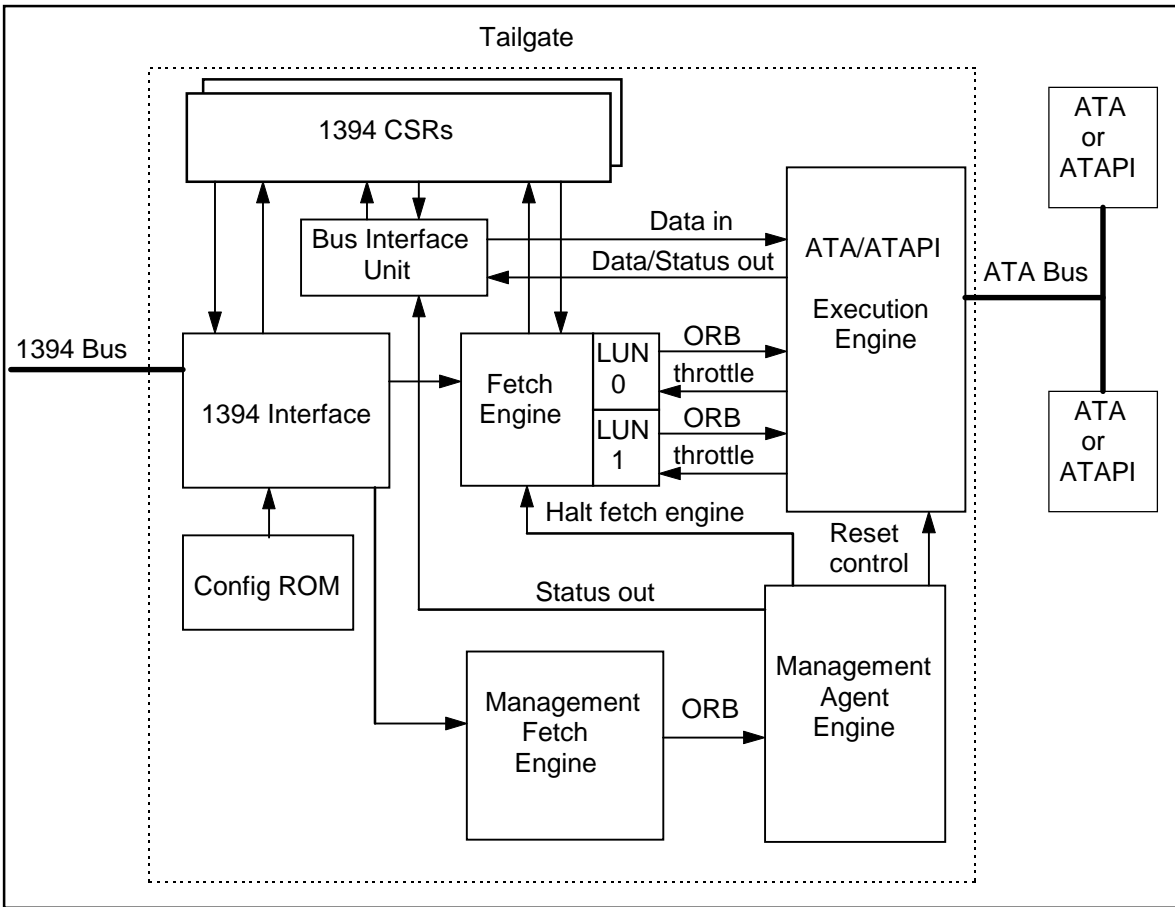 Tailgate
1394 CSRs
ATA
or
ATAPI
Bus Interface
Unit
Data in
Data/Status out
ATA/ATAPI
Execution
Engine
ATA Bus
1394 Bus
1394 Interface
Fetch
Engine
LUN
0
LUN
1
ORB
throttle
ORB
throttle
ATA
or
ATAPI
Halt fetch engine
Reset
control
Config ROM
Status out
Management
Fetch
Engine
ORB
Management
Agent
Engine